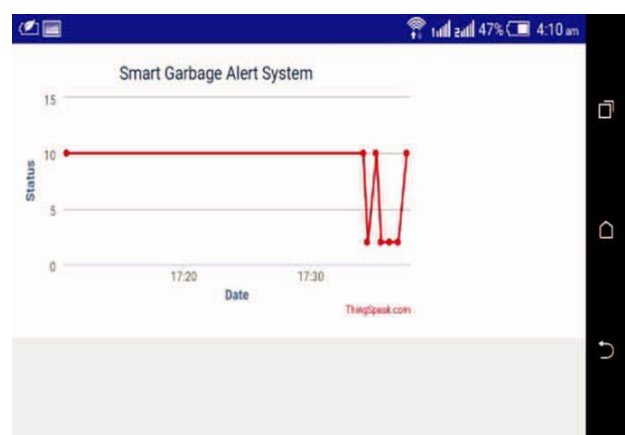 47% 4:10 am
Smart Garbage Alert System
15
10
5
0
Status
17:20 17:30
Date
ThingSpeak.com